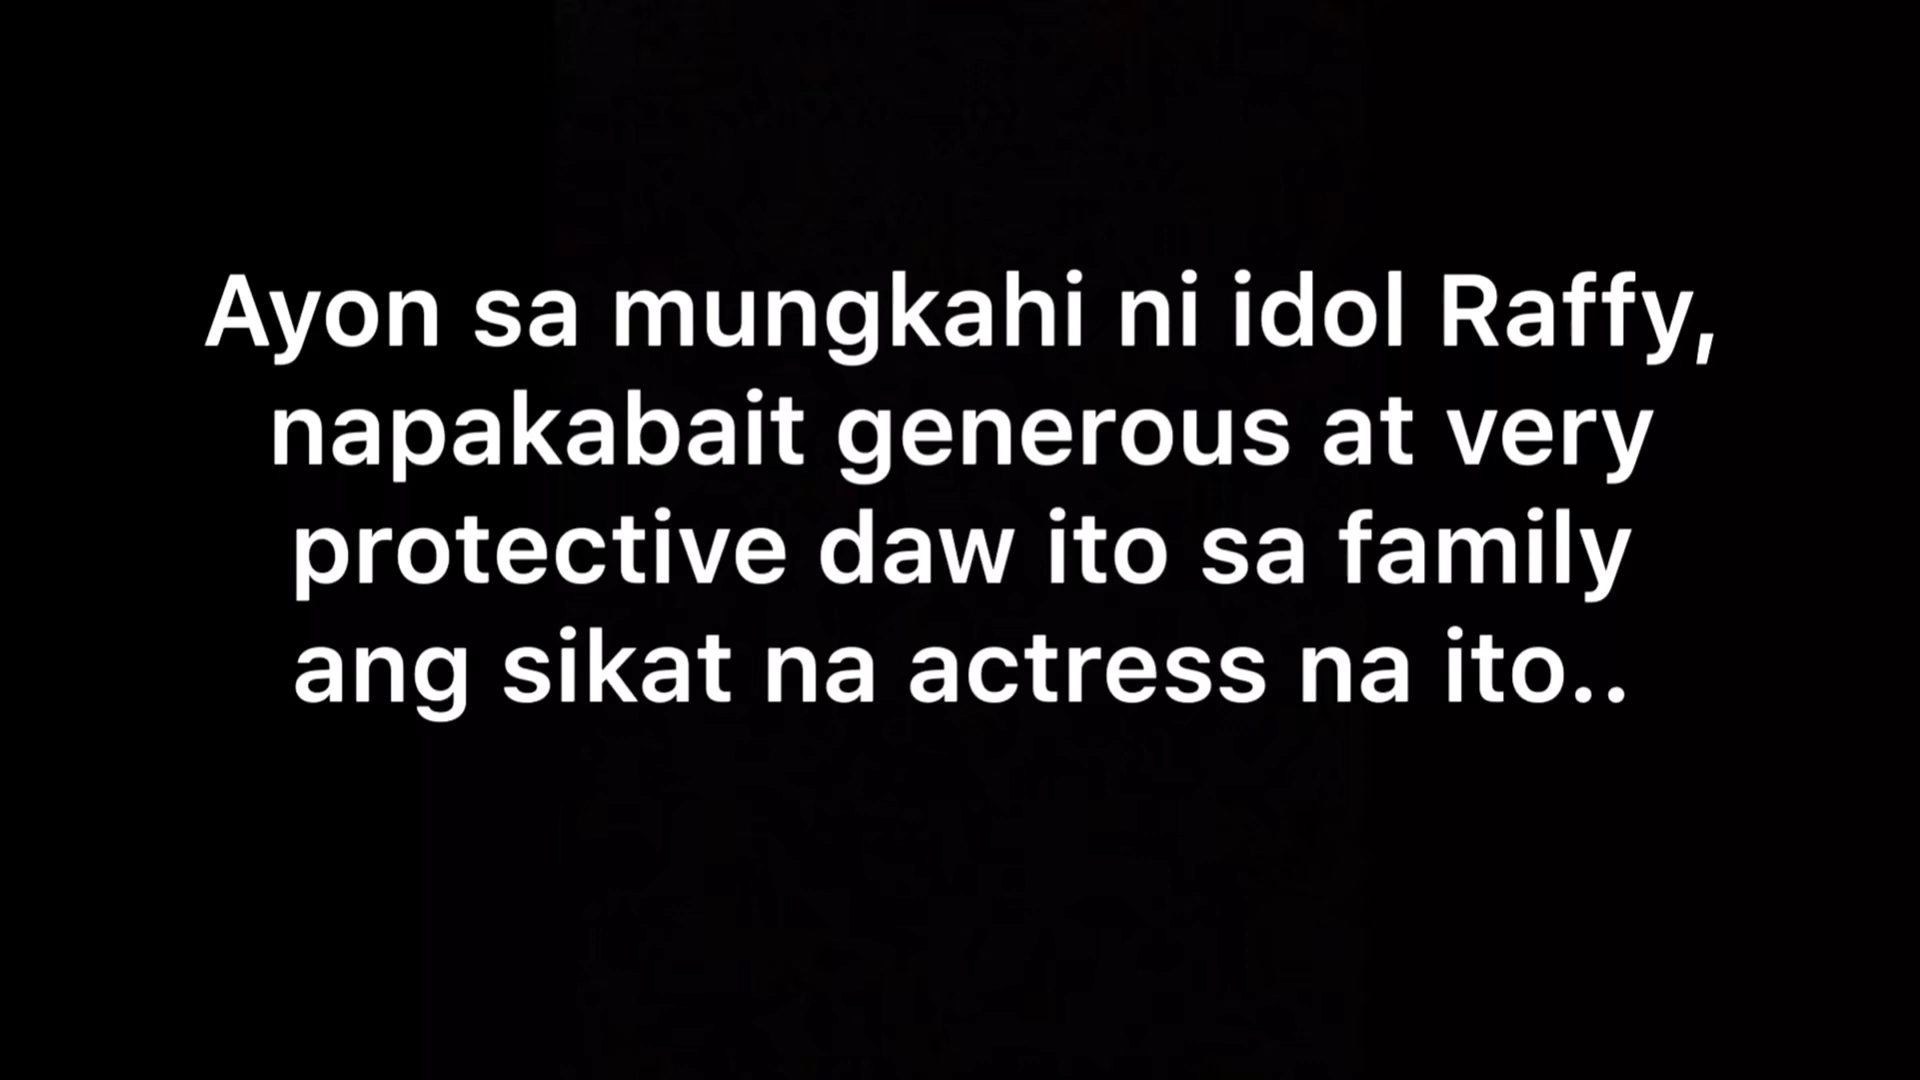 Ayon sa mungkahi ni idol Raffy,
napakabait generous at very
protective daw ito sa family
ang sikat na actress na ito..